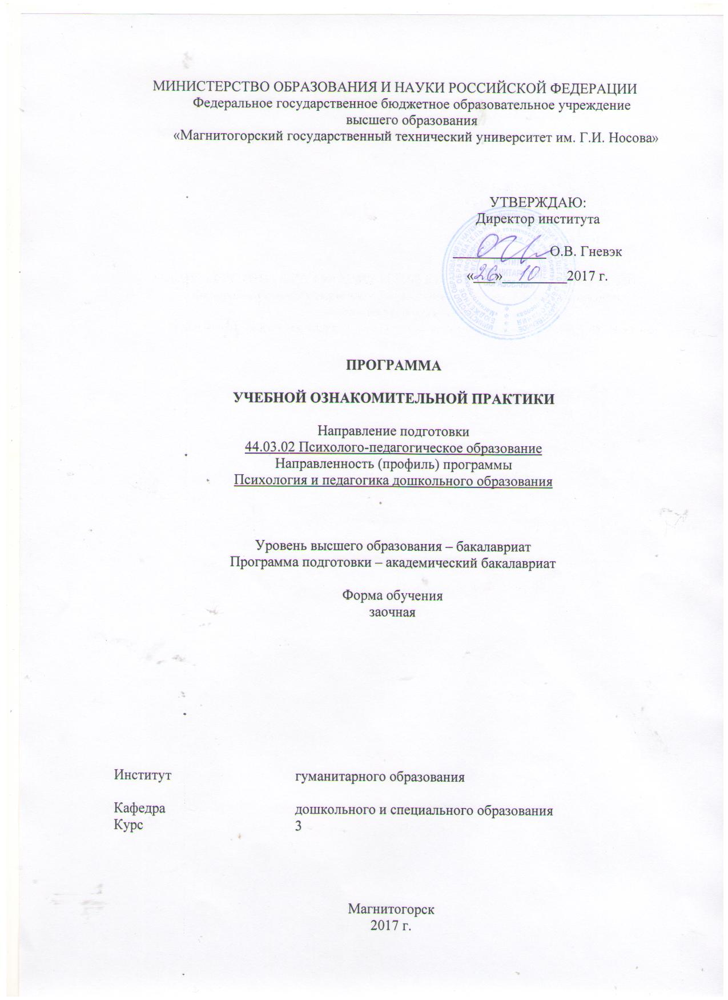 МИНИСТЕРСТВО ОБРАЗОВАНИЯ И НАУКИ РОССИЙСКОЙ ФЕДЕРАЦИИ
Федеральное государственное бюджетное образовательное учреждение
высшего образования
«Магнитогорский государственный технический университет им. Г.И. Носова»
УТВЕРЖДАЮ:
Директор института
О.В. Гневэк
«26» 10 2017 г.
ПРОГРАММА
УЧЕБНОЙ ОЗНАКОМИТЕЛЬНОЙ ПРАКТИКИ
Направление подготовки
44.03.02 Психолого-педагогическое образование
Направленность (профиль) программы
Психология и педагогика дошкольного образования
Уровень высшего образования – бакалавриат
Программа подготовки – академический бакалавриат
Форма обучения
заочная
Институт гуманитарного образования
Кафедра дошкольного и специального образования
Курс 3
Магнитогорск
2017 г.